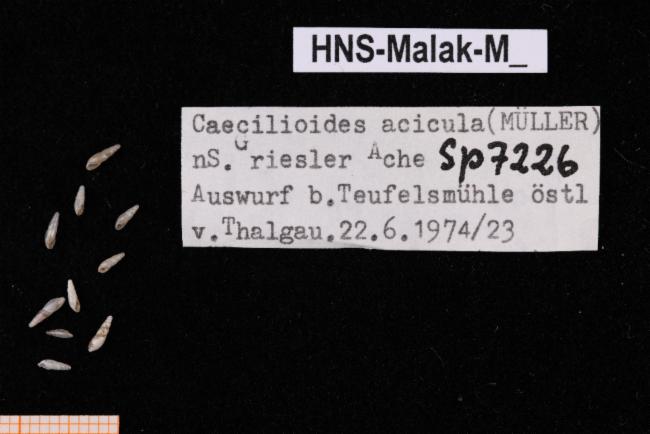 HNS-Malak-M_
Caecilioides acicula(MÜLLER)
nS.Griesler Ache Sp7226
Auswurf b.Teufelsmühle östl
v.Thalgau.22.6.1974/23